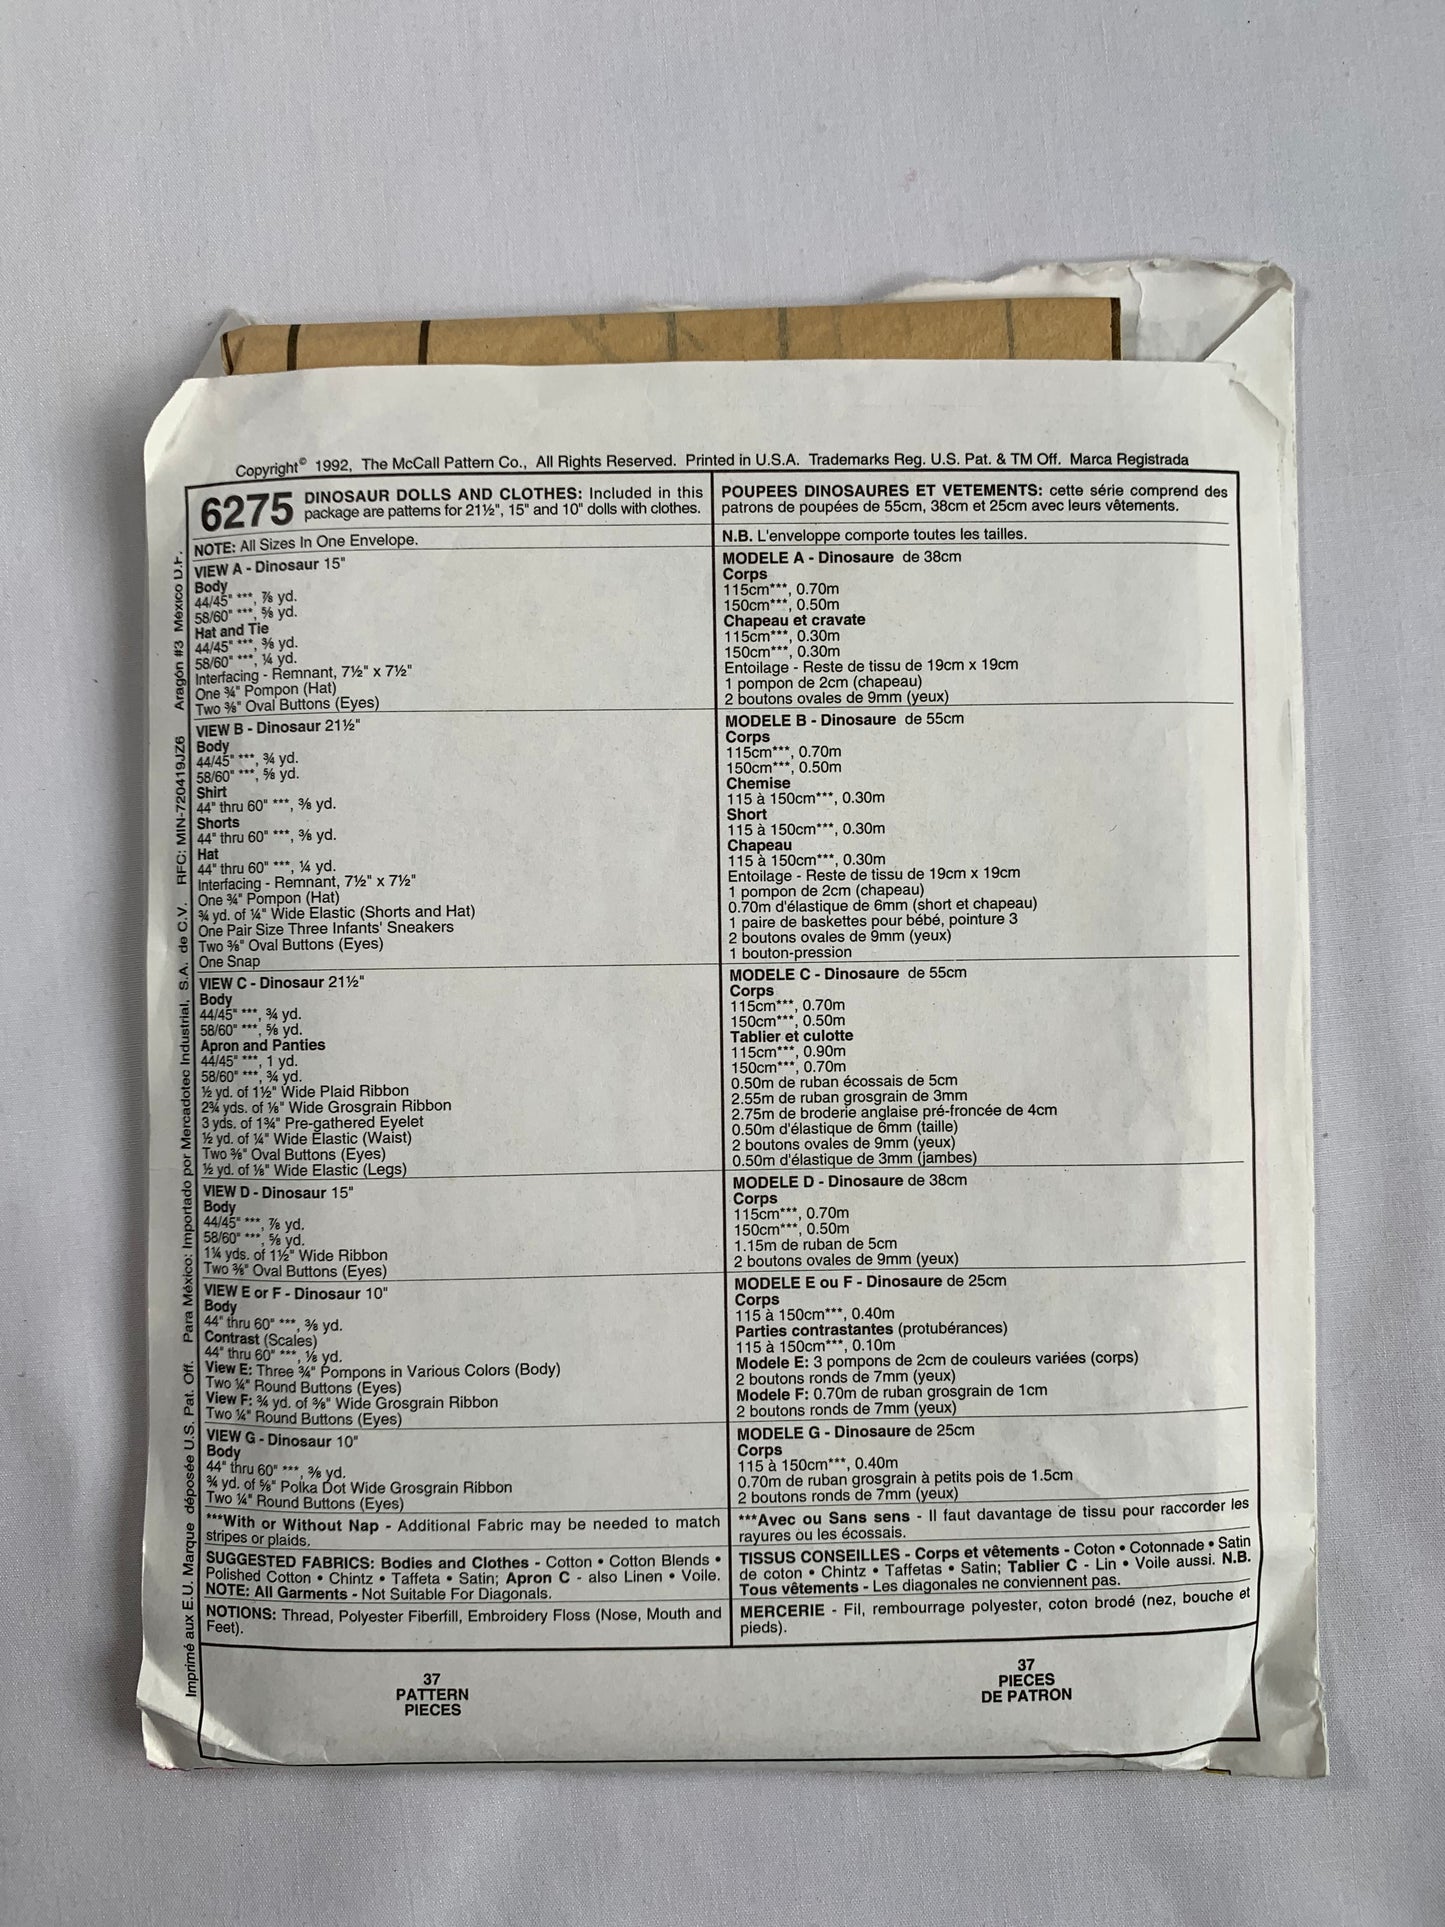 Copyright© 1992, The McCall Pattern Co., All Rights Reserved. Printed in U.S.A. Trademarks Reg. U.S. Pat. & TM Off. Marca Registrada
6275
DINOSAUR DOLLS AND CLOTHES: Included in this
package are patterns for 21½", 15" and 10" dolls with clothes.
NOTE: All Sizes In One Envelope.
VIEW A - Dinosaur 15"
Body
44/45" ***, ⅞ yd.
58/60" ***, ⅝ yd.
Hat and Tie
44/45" ***, ⅜ yd.
58/60" ***, ¼ yd.
Interfacing - Remnant, 7½" x 7½"
One ¾" Pompon (Hat)
Two ⅜" Oval Buttons (Eyes)
VIEW B - Dinosaur 21½"
Body
44/45" ***, ¾ yd.
58/60" ***, ⅝ yd.
Shirt
44" thru 60" ***, ⅜ yd.
Shorts
44" thru 60" ***, ⅜ yd.
Hat
44" thru 60" ***, ¼ yd.
Interfacing - Remnant, 7½" x 7½"
One ¾" Pompon (Hat)
¾ yd. of ¼" Wide Elastic (Shorts and Hat)
One Pair Size Three Infants' Sneakers
Two ⅜" Oval Buttons (Eyes)
One Snap
VIEW C - Dinosaur 21½"
Body
44/45" ***, ¾ yd.
58/60" ***, ⅝ yd.
Apron and Panties
44/45" ***, 1 yd.
58/60" ***, ¾ yd.
½ yd. of 1½" Wide Plaid Ribbon
2¾ yds. of ⅛" Wide Grosgrain Ribbon
3 yds. of 1¾" Pre-gathered Eyelet
½ yd. of ¼" Wide Elastic (Waist)
Two ⅜" Oval Buttons (Eyes)
½ yd. of ⅛" Wide Elastic (Legs)
VIEW D - Dinosaur 15"
Body
44/45" ***, ⅞ yd.
58/60" ***, ⅝ yd.
1¼ yds. of 1½" Wide Ribbon
Two ⅜" Oval Buttons (Eyes)
VIEW E or F - Dinosaur 10"
Body
44" thru 60" ***, ⅜ yd.
Contrast (Scales)
44" thru 60" ***, ⅛ yd.
View E: Three ¾" Pompons in Various Colors (Body)
Two ¼" Round Buttons (Eyes)
View F: ¾ yd. of ⅜" Wide Grosgrain Ribbon
Two ¼" Round Buttons (Eyes)
VIEW G - Dinosaur 10"
Body
44" thru 60" ***, ⅜ yd.
¾ yd. of ⅝" Polka Dot Wide Grosgrain Ribbon
Two ¼" Round Buttons (Eyes)
***With or Without Nap - Additional Fabric may be needed to match
stripes or plaids.
SUGGESTED FABRICS: Bodies and Clothes - Cotton • Cotton Blends •
Polished Cotton • Chintz • Taffeta • Satin; Apron C - also Linen • Voile.
NOTE: All Garments - Not Suitable For Diagonals.
NOTIONS: Thread, Polyester Fiberfill, Embroidery Floss (Nose, Mouth and
Feet).
37
PATTERN
PIECES
POUPEES DINOSAURES ET VETEMENTS: cette série comprend des
patrons de poupées de 55cm, 38cm et 25cm avec leurs vêtements.
N.B. L'enveloppe comporte toutes les tailles.
MODELE A - Dinosaure de 38cm
Corps
115cm***, 0.70m
150cm***, 0.50m
Chapeau et cravate
115cm***, 0.30m
150cm***, 0.30m
Entoilage - Reste de tissu de 19cm x 19cm
1 pompon de 2cm (chapeau)
2 boutons ovales de 9mm (yeux)
MODELE B - Dinosaure de 55cm
Corps
115cm***, 0.70m
150cm***, 0.50m
Chemise
115 à 150cm***, 0.30m
Short
115 à 150cm***, 0.30m
Chapeau
115 à 150cm***, 0.30m
Entoilage - Reste de tissu de 19cm x 19cm
1 pompon de 2cm (chapeau)
0.70m d'élastique de 6mm (short et chapeau)
1 paire de baskettes pour bébé, pointure 3
2 boutons ovales de 9mm (yeux)
1 bouton-pression
MODELE C - Dinosaure de 55cm
Corps
115cm***, 0.70m
150cm***, 0.50m
Tablier et culotte
115cm***, 0.90m
150cm***, 0.70m
0.50m de ruban écossais de 5cm
2.55m de ruban grosgrain de 3mm
2.75m de broderie anglaise pré-froncée de 4cm
0.50m d'élastique de 6mm (taille)
2 boutons ovales de 9mm (yeux)
0.50m d'élastique de 3mm (jambes)
MODELE D - Dinosaure de 38cm
Corps
115cm***, 0.70m
150cm***, 0.50m
1.15m de ruban de 5cm
2 boutons ovales de 9mm (yeux)
MODELE E ou F - Dinosaure de 25cm
Corps
115 à 150cm***, 0.40m
Parties contrastantes (protubérances)
115 à 150cm***, 0.10m
Modele E: 3 pompons de 2cm de couleurs variées (corps)
2 boutons ronds de 7mm (yeux)
Modele F: 0.70m de ruban grosgrain de 1cm
2 boutons ronds de 7mm (yeux)
MODELE G - Dinosaure de 25cm
Corps
115 à 150cm***, 0.40m
0.70m de ruban grosgrain à petits pois de 1.5cm
2 boutons ronds de 7mm (yeux)
***Avec ou Sans sens - Il faut davantage de tissu pour raccorder les
rayures ou les écossais.
TISSUS CONSEILLES - Corps et vêtements - Coton • Cotonnade • Satin
de coton • Chintz • Taffetas • Satin; Tablier C - Lin • Voile aussi. N.B.
Tous vêtements - Les diagonales ne conviennent pas.
MERCERIE - Fil, rembourrage polyester, coton brodé (nez, bouche et
pieds).
37
PIECES
DE PATRON
Imprimé aux E.U. Marque déposée U.S. Pat. Off. Para México: Importado por Mercadotec Industrial, S.A. de C.V. RFC: MIN-720419JZ6 Aragón #3 México D.F.